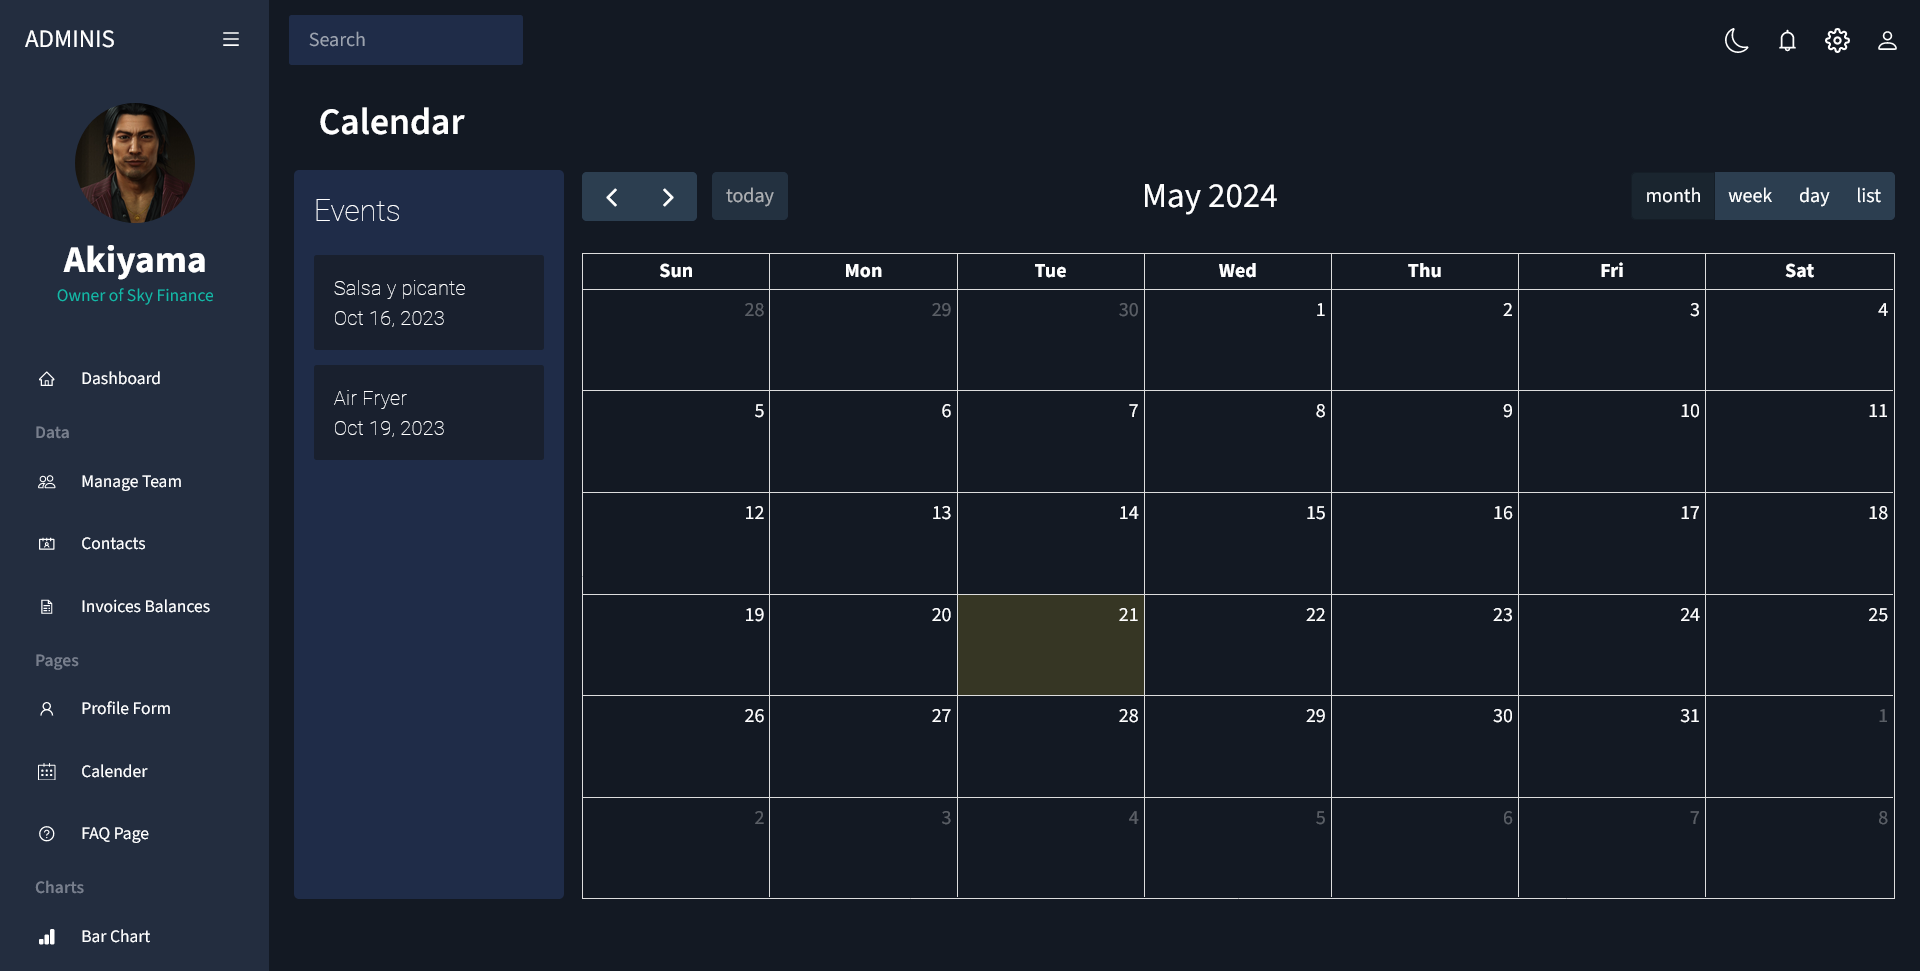 ADMINIS
Search
Akiyama
Owner of Sky Finance
Dashboard
Data
Manage Team
Contacts
Invoices Balances
Pages
Profile Form
Calender
FAQ Page
Charts
Bar Chart
Calendar
Events
Salsa y picante
Oct 16, 2023
Air Fryer
Oct 19, 2023
today
May 2024
month week day list
Sun Mon Tue Wed Thu Fri Sat
28 29 30 1 2 3 4
5 6 7 8 9 10 11
12 13 14 15 16 17 18
19 20 21 22 23 24 25
26 27 28 29 30 31 1
2 3 4 5 6 7 8